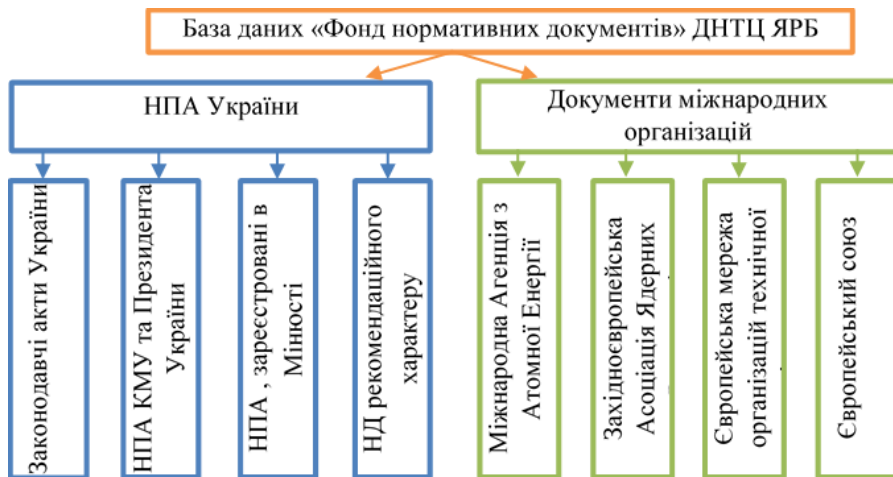 База даних «Фонд нормативних документів» ДНТЦ ЯРБ
НПА України
Документи міжнародних
організацій
Законодавчі акти України
НПА КМУ та Президента
України
НПА , зареєстровані в
Мінюсті
НД рекомендаційного
характеру
Міжнародна Агенція з
Атомної Енергії
Західноєвропейська
Асоціація Ядерних
Європейська мережа
організацій технічної
Європейський союз